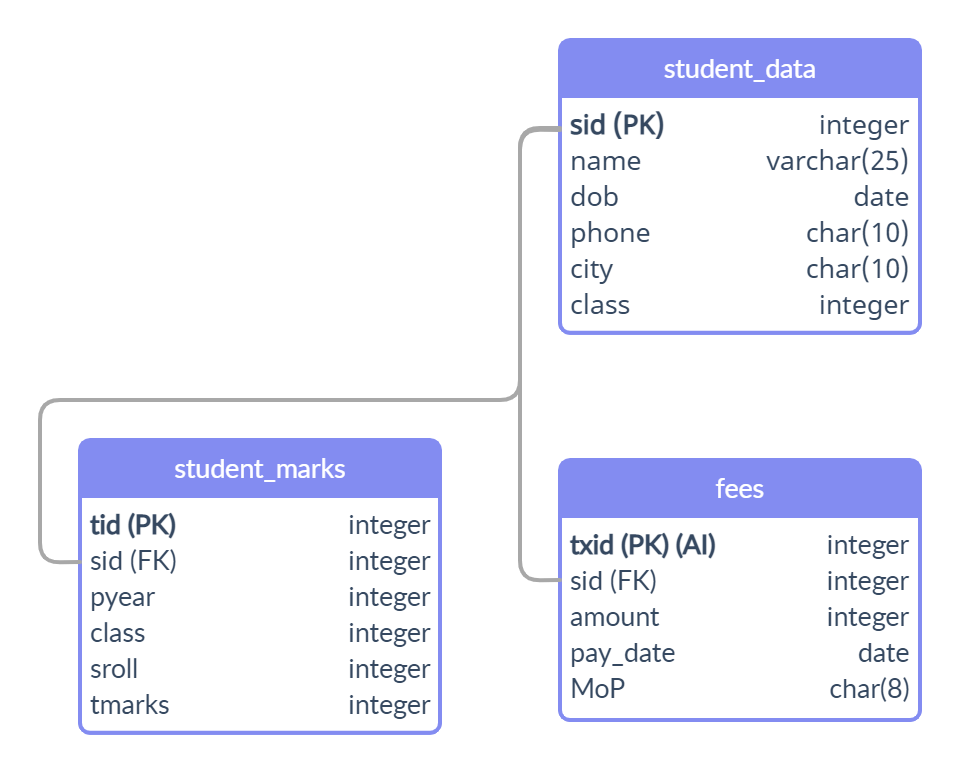 student_data
sid (PK) integer
name varchar(25)
dob date
phone char(10)
city char(10)
class integer
student_marks
tid (PK) integer
sid (FK) integer
pyear integer
class integer
sroll integer
tmarks integer
fees
txid (PK) (AI) integer
sid (FK) integer
amount integer
pay_date date
MoP char(8)